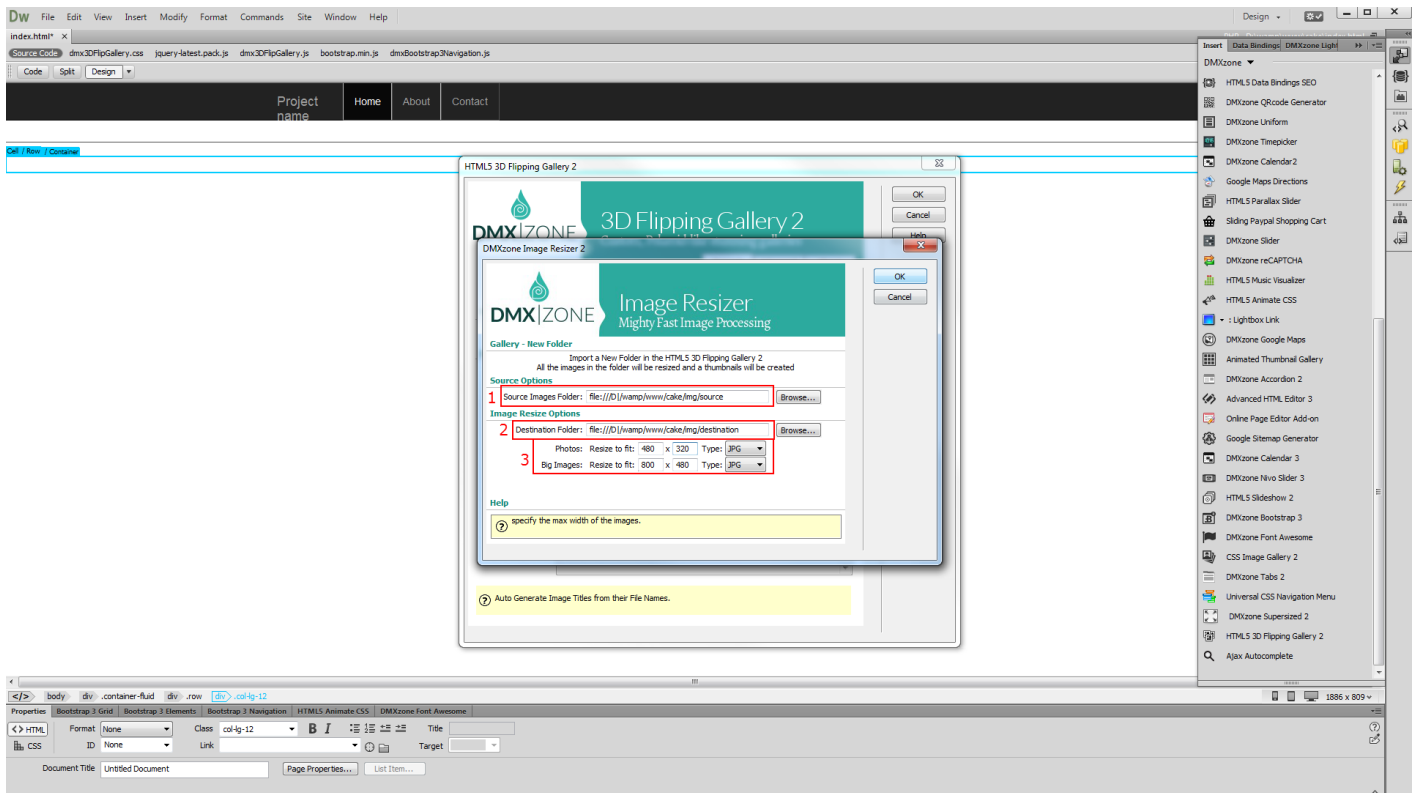 DW File Edit View Insert Modify Format Commands Site Window Help Design
index.html* ×
Source Code dmx3DFlipGallery.css jquery-latest.pack.js dmx3DFlipGallery.js bootstrap.min.js dmxBootstrap3Navigation.js
Code Split Design
Project name Home About Contact
Cell / Row / Container
HTML5 3D Flipping Gallery 2
DMX ZONE
3D Flipping Gallery 2
OK
Cancel
Help
DMXzone Image Resizer 2
DMX|ZONE
Image Resizer
Mighty Fast Image Processing
OK
Cancel
Gallery - New Folder
Import a New Folder in the HTML5 3D Flipping Gallery 2
All the images in the folder will be resized and a thumbnails will be created
Source Options
1 Source Images Folder: file:///D|/wamp/www/cake/img/source Browse...
Image Resize Options
2 Destination Folder: file:///D|/wamp/www/cake/img/destination Browse...
3 Photos: Resize to fit: 480 x 320 Type: JPG
Big Images: Resize to fit: 800 x 480 Type: JPG
Help
? specify the max width of the images.
? Auto Generate Image Titles from their File Names.
Insert Data Bindings DMXzone Light
DMXzone
HTML5 Data Bindings SEO
DMXzone QRcode Generator
DMXzone Uniform
DMXzone Timepicker
DMXzone Calendar2
Google Maps Directions
HTML5 Parallax Slider
Sliding Paypal Shopping Cart
DMXzone Slider
DMXzone reCAPTCHA
HTML5 Music Visualizer
HTML5 Animate CSS
: Lightbox Link
DMXzone Google Maps
Animated Thumbnail Gallery
DMXzone Accordion 2
Advanced HTML Editor 3
Online Page Editor Add-on
Google Sitemap Generator
DMXzone Calendar 3
DMXzone Nivo Slider 3
HTML5 Slideshow 2
DMXzone Bootstrap 3
DMXzone Font Awesome
CSS Image Gallery 2
DMXzone Tabs 2
Universal CSS Navigation Menu
DMXzone Supersized 2
HTML5 3D Flipping Gallery 2
Ajax Autocomplete
</> body div .container-fluid div .row div .col-lg-12 1886 x 809
Properties Bootstrap 3 Grid Bootstrap 3 Elements Bootstrap 3 Navigation HTML5 Animate CSS DMXzone Font Awesome
<> HTML Format None Class col-lg-12 B I Title
CSS ID None Link Target
Document Title Untitled Document Page Properties... List Item...